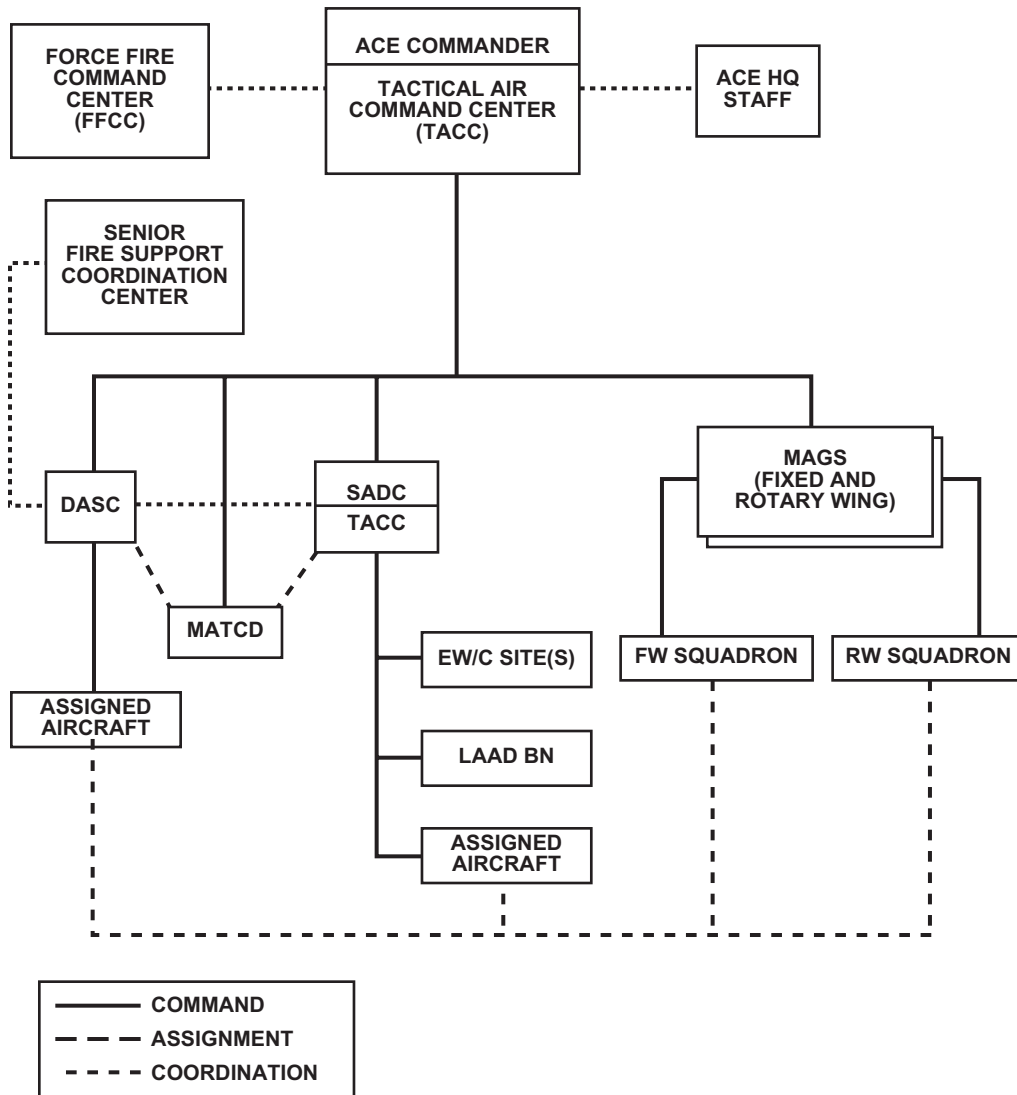 FORCE FIRE
COMMAND
CENTER
(FFCC)
ACE COMMANDER
TACTICAL AIR
COMMAND CENTER
(TACC)
ACE HQ
STAFF
SENIOR
FIRE SUPPORT
COORDINATION
CENTER
DASC
SADC
TACC
MAGS
(FIXED AND
ROTARY WING)
MATCD
EW/C SITE(S)
FW SQUADRON
RW SQUADRON
ASSIGNED
AIRCRAFT
LAAD BN
ASSIGNED
AIRCRAFT
COMMAND
ASSIGNMENT
COORDINATION